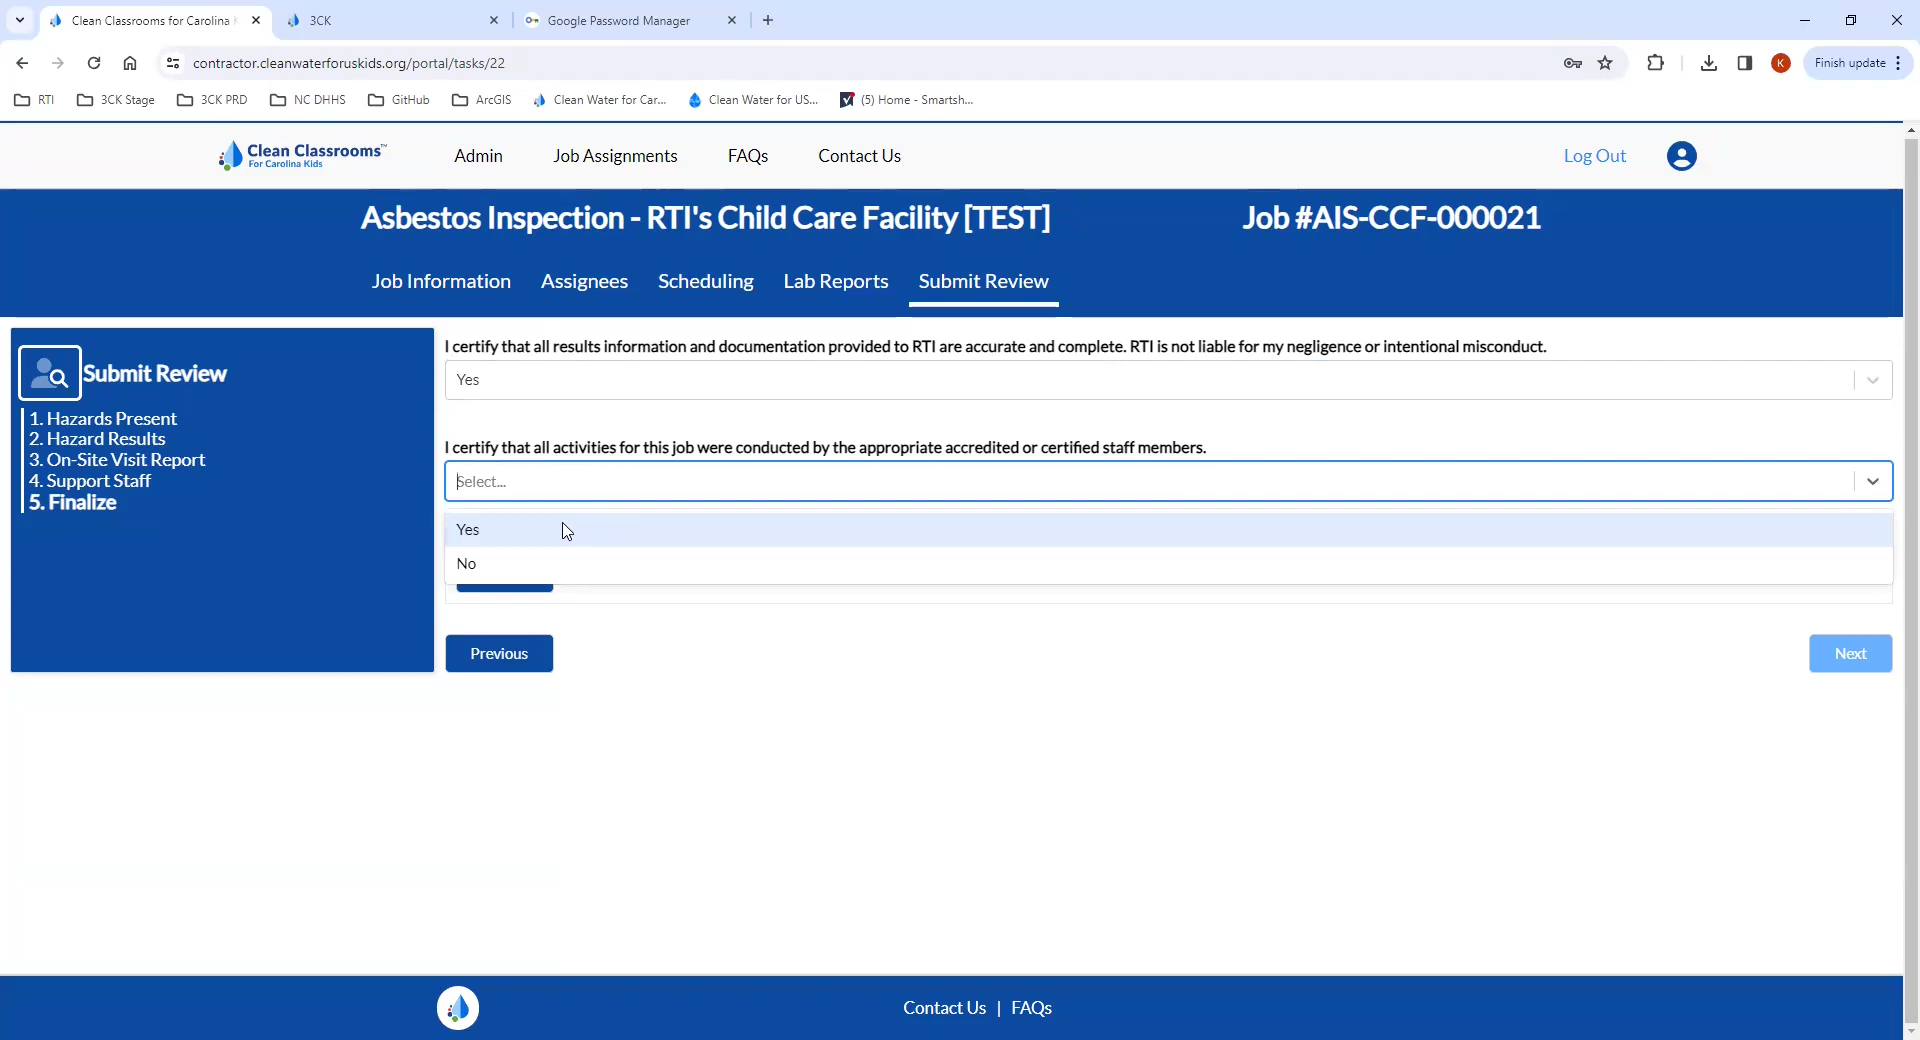 Clean Classrooms for Carolina
3CK
Google Password Manager
contractor.cleanwaterforuskids.org/portal/tasks/22
K
Finish update
RTI
3CK Stage
3CK PRD
NC DHHS
GitHub
ArcGIS
Clean Water for Car...
Clean Water for US...
(5) Home - Smartsh...
Clean Classrooms™
For Carolina Kids
Admin
Job Assignments
FAQs
Contact Us
Log Out
Asbestos Inspection - RTI's Child Care Facility [TEST]
Job #AIS-CCF-000021
Job Information
Assignees
Scheduling
Lab Reports
Submit Review
Submit Review
1. Hazards Present
2. Hazard Results
3. On-Site Visit Report
4. Support Staff
5. Finalize
I certify that all results information and documentation provided to RTI are accurate and complete. RTI is not liable for my negligence or intentional misconduct.
Yes
I certify that all activities for this job were conducted by the appropriate accredited or certified staff members.
Select...
Yes
No
Previous
Next
Contact Us | FAQs